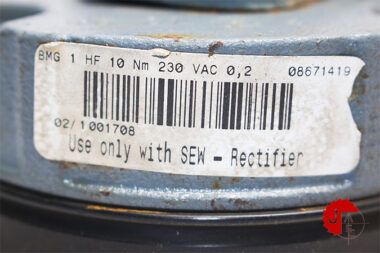 BMG 1 HF 10 Nm 230 VAC 0,2 08671419
02/1001708
Use only with SEW - Rectifier